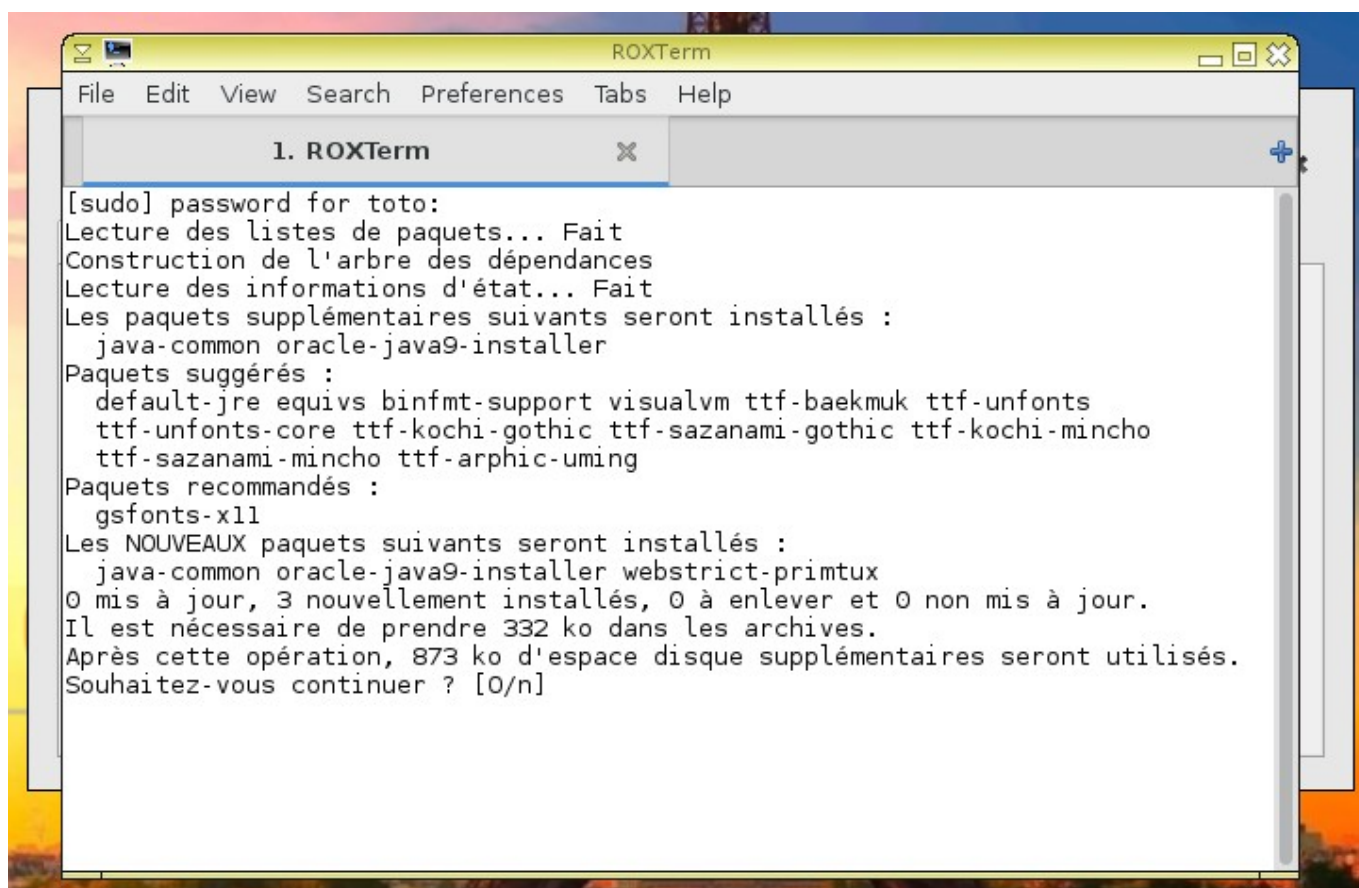 ROXTerm
File Edit View Search Preferences Tabs Help
1. ROXTerm
[sudo] password for toto:
Lecture des listes de paquets... Fait
Construction de l'arbre des dépendances
Lecture des informations d'état... Fait
Les paquets supplémentaires suivants seront installés :
java-common oracle-java9-installer
Paquets suggérés :
default-jre equivs binfmt-support visualvm ttf-baekmuk ttf-unfonts
ttf-unfonts-core ttf-kochi-gothic ttf-sazanami-gothic ttf-kochi-mincho
ttf-sazanami-mincho ttf-arphic-uming
Paquets recommandés :
gsfonts-x11
Les NOUVEAUX paquets suivants seront installés :
java-common oracle-java9-installer webstrict-primtux
0 mis à jour, 3 nouvellement installés, 0 à enlever et 0 non mis à jour.
Il est nécessaire de prendre 332 ko dans les archives.
Après cette opération, 873 ko d'espace disque supplémentaires seront utilisés.
Souhaitez-vous continuer ? [O/n]